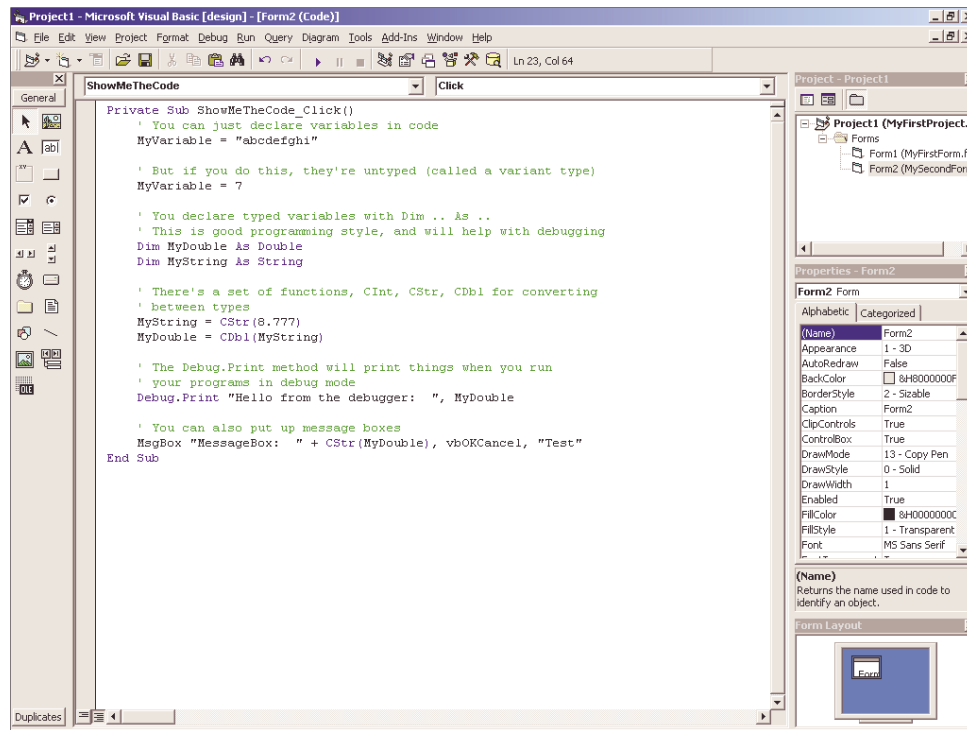 Project1 - Microsoft Visual Basic [design] - [Form2 (Code)]
File Edit View Project Format Debug Run Query Diagram Tools Add-Ins Window Help
Ln 23, Col 64
General
ShowMeTheCode
Click
Private Sub ShowMeTheCode_Click()
' You can just declare variables in code
MyVariable = "abcdefghi"
' But if you do this, they're untyped (called a variant type)
MyVariable = 7
' You declare typed variables with Dim .. As ..
' This is good programming style, and will help with debugging
Dim MyDouble As Double
Dim MyString As String
' There's a set of functions, CInt, CStr, CDbl for converting
' between types
MyString = CStr(8.777)
MyDouble = CDbl(MyString)
' The Debug.Print method will print things when you run
' your programs in debug mode
Debug.Print "Hello from the debugger:  ", MyDouble
' You can also put up message boxes
MsgBox "MessageBox:  " + CStr(MyDouble), vbOKCancel, "Test"
End Sub
A
ab|
XY
OLE
Duplicates
Project - Project1
Project1 (MyFirstProject.
Forms
Form1 (MyFirstForm.f
Form2 (MySecondFor
Properties - Form2
Form2 Form
Alphabetic Categorized
(Name) Form2
Appearance 1 - 3D
AutoRedraw False
BackColor &H8000000F
BorderStyle 2 - Sizable
Caption Form2
ClipControls True
ControlBox True
DrawMode 13 - Copy Pen
DrawStyle 0 - Solid
DrawWidth 1
Enabled True
FillColor &H0000000C
FillStyle 1 - Transparent
Font MS Sans Serif
(Name)
Returns the name used in code to
identify an object.
Form Layout
Form